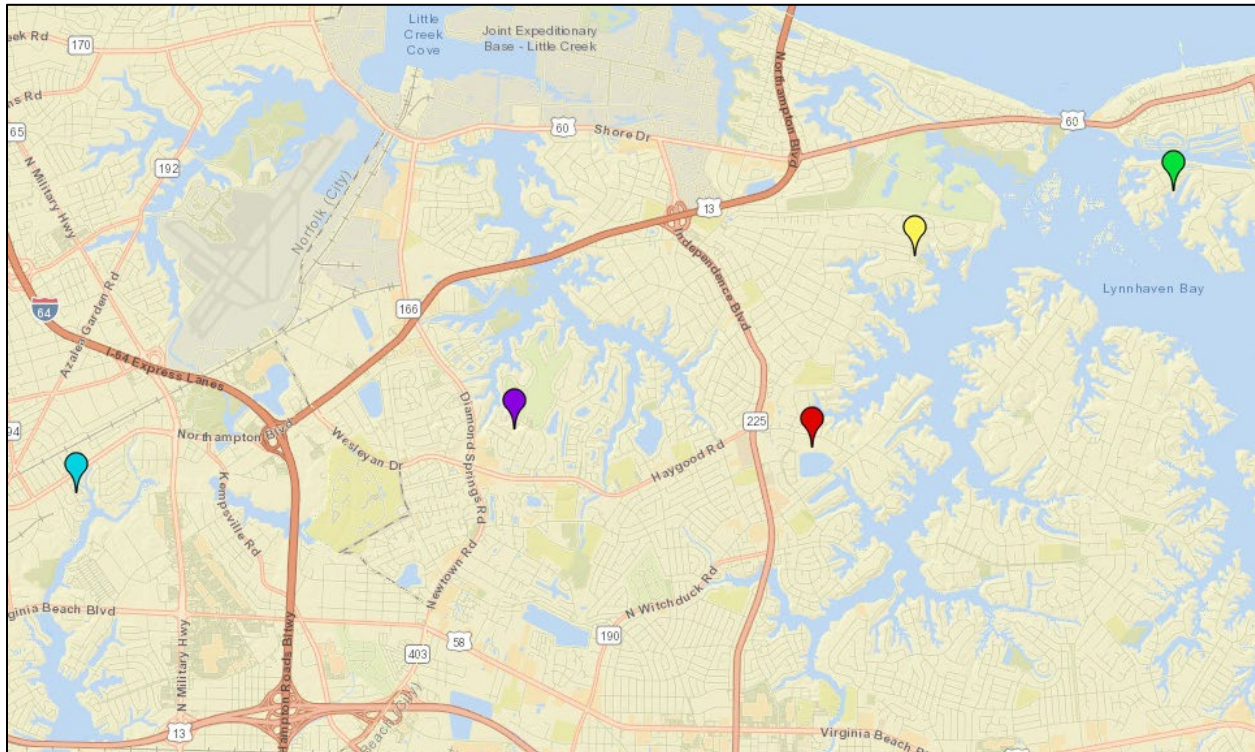 Little
Creek
Cove
Joint Expeditionary
Base - Little Creek
eek Rd
170
ns Rd
65
192
N Military Hwy
Norfolk (City)
60
Shore Dr
Northampton Blvd
60
13
Independence Blvd
Lynnhaven Bay
64
Azalea Garden Rd
166
I-64 Express Lanes
94
Northampton Blvd
Wesleyan Dr
Diamond Springs Rd
225
Haygood Rd
Kempsville Rd
Newtown Rd
N Witchduck Rd
ginia Beach Blvd
58
190
403
N Military Hwy
Hampton Roads Bltwy
Beach (City)
13
Virginia Beach B